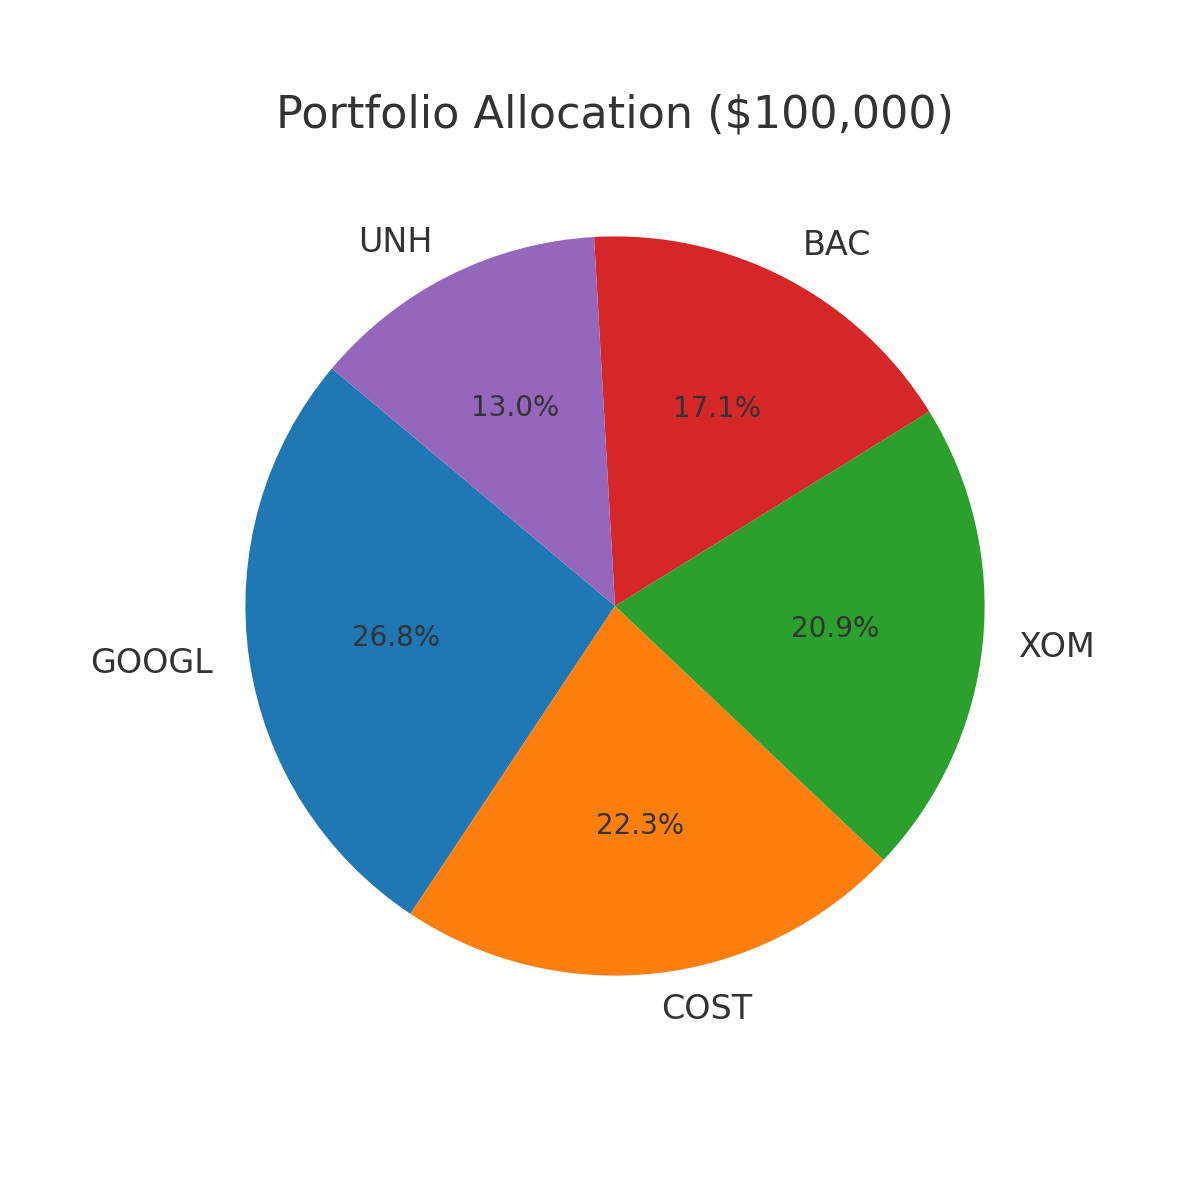 Portfolio Allocation ($100,000)
UNH
BAC
13.0%
17.1%
26.8%
20.9%
GOOGL
XOM
22.3%
COST